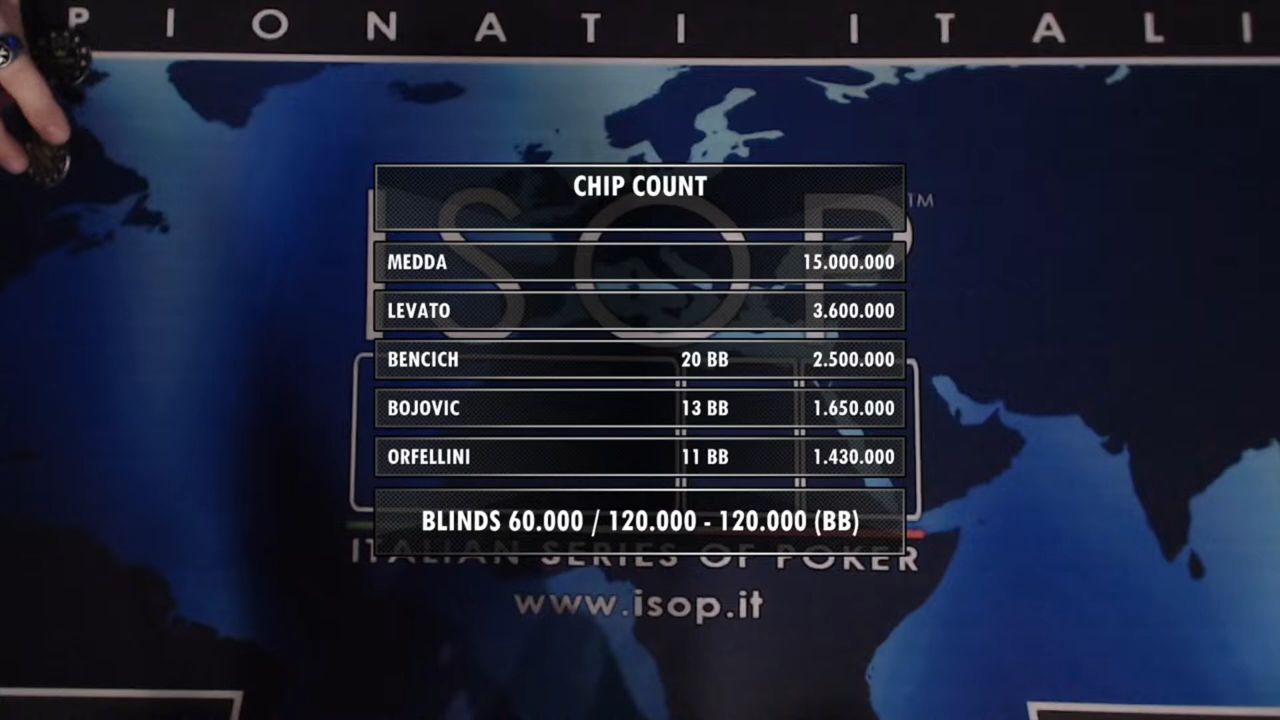 PIONATI ITALI
CHIP COUNT
ISOP™
MEDDA 15.000.000
LEVATO 3.600.000
BENCICH 20 BB 2.500.000
BOJOVIC 13 BB 1.650.000
ORFELLINI 11 BB 1.430.000
BLINDS 60.000 / 120.000 - 120.000 (BB)
ITALIAN SERIES OF POKER
www.isop.it